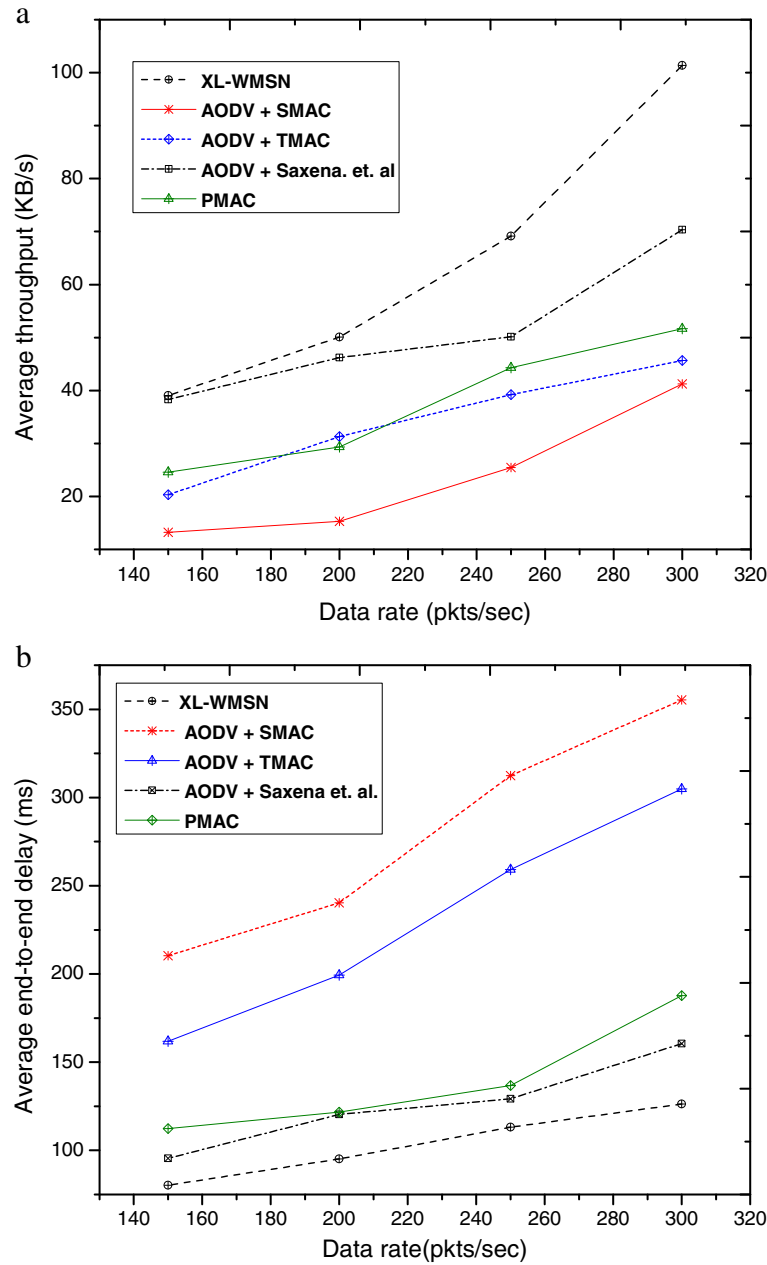 a
100
80
60
40
20
Average throughput (KB/s)
XL-WMSN
AODV + SMAC
AODV + TMAC
AODV + Saxena. et. al
PMAC
140 160 180 200 220 240 260 280 300 320
Data rate (pkts/sec)
b
350
300
250
200
150
100
Average end-to-end delay (ms)
XL-WMSN
AODV + SMAC
AODV + TMAC
AODV + Saxena et. al.
PMAC
140 160 180 200 220 240 260 280 300 320
Data rate(pkts/sec)